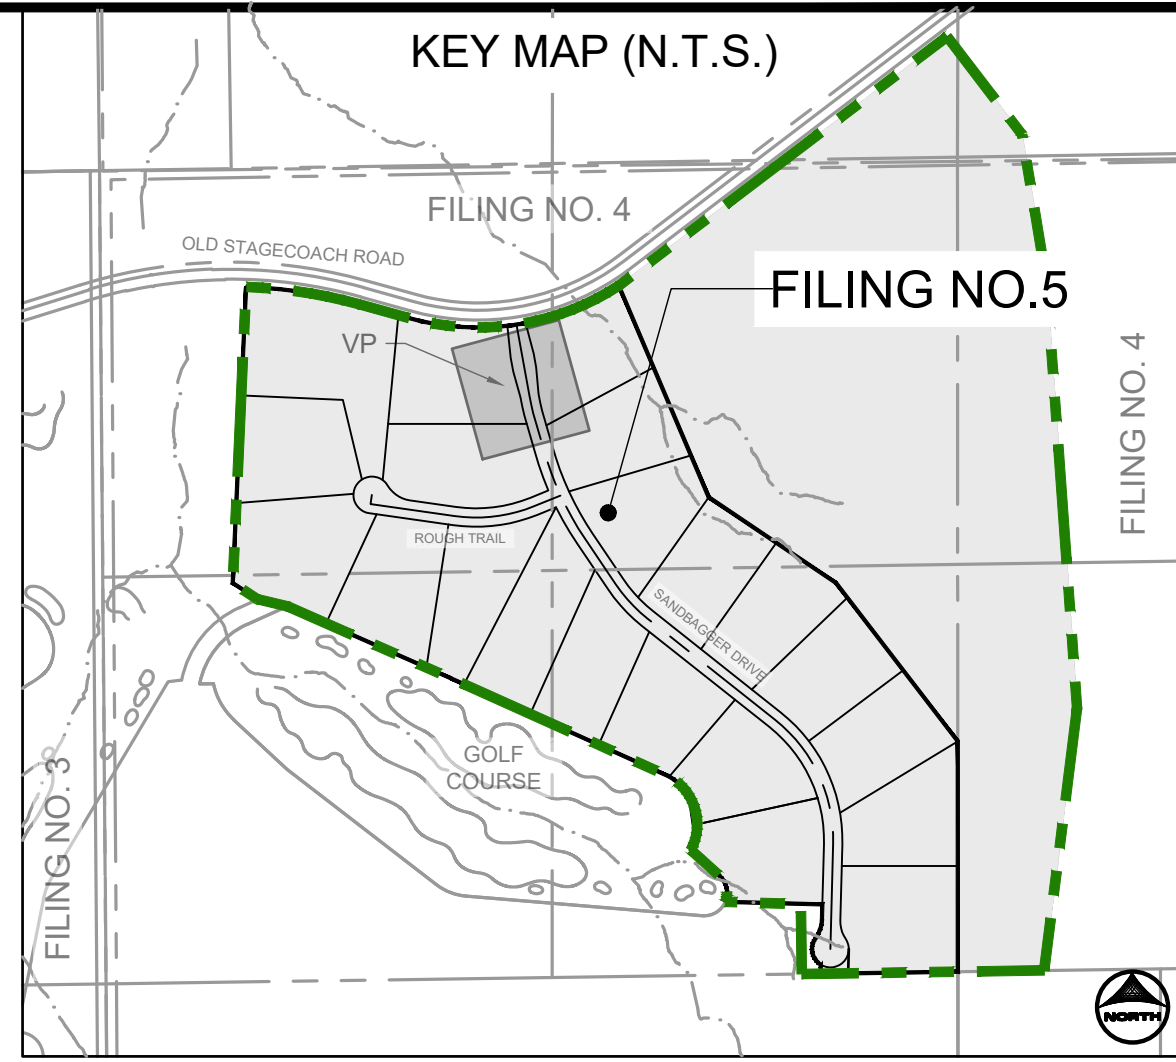 KEY MAP (N.T.S.)
FILING NO. 4
OLD STAGECOACH ROAD
FILING NO.5
VP
FILING NO. 4
ROUGH TRAIL
SANDBAGGER DRIVE
GOLF
COURSE
FILING NO. 3
NORTH